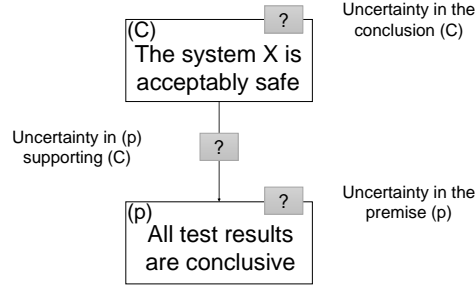 ?
Uncertainty in the
conclusion (C)
(C)
The system X is
acceptably safe
Uncertainty in (p)
supporting (C)
?
?
Uncertainty in the
premise (p)
(p)
All test results
are conclusive